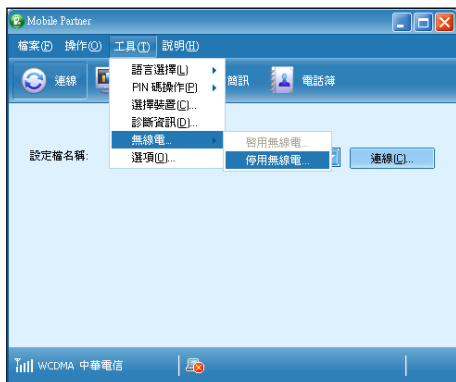 Mobile Partner
檔案(F) 操作(O) 工具(T) 說明(H)
連線 簡訊 電話簿
語言選擇(L)
PIN 碼操作(P)
選擇裝置(C)...
診斷資訊(D)...
無線電...
選項(O)...
啓用無線電...
停用無線電...
設定檔名稱:
連線(C)...
WCDMA 中華電信